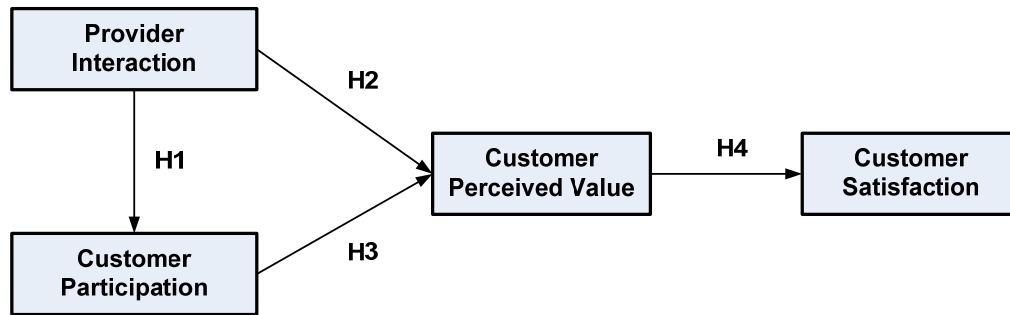 Provider
Interaction
H2
H1
Customer
Perceived Value
H4
Customer
Satisfaction
H3
Customer
Participation